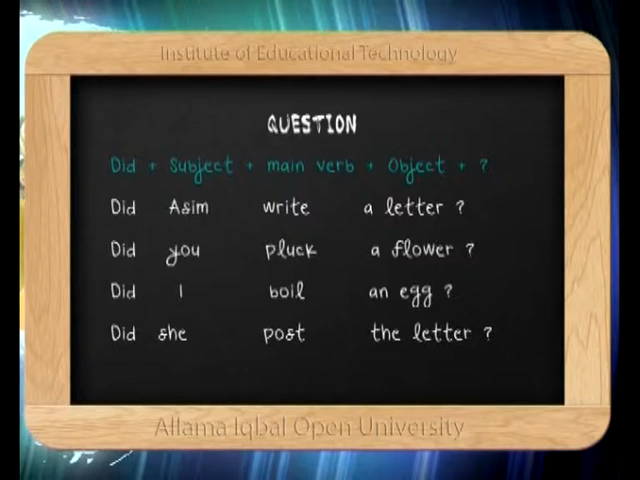 Institute of Educational Technology
QUESTION
Did + Subject + main verb + Object + ?
Did Asim write a letter ?
Did you pluck a flower ?
Did I boil an egg ?
Did she post the letter ?
Allama Iqbal Open University